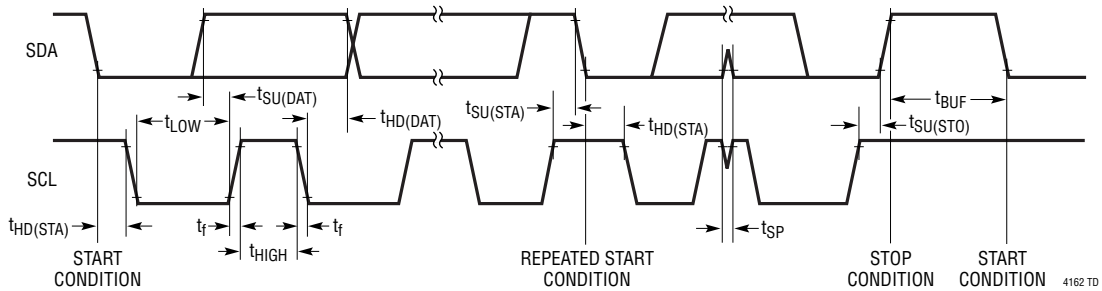 SDA
tSU(DAT)
tHD(DAT)
tLOW
tSU(STA)
tHD(STA)
tBUF
tSU(STO)
SCL
tHD(STA)
tf
tHIGH
tf
tSP
START
CONDITION
REPEATED START
CONDITION
STOP
CONDITION
START
CONDITION
4162 TD